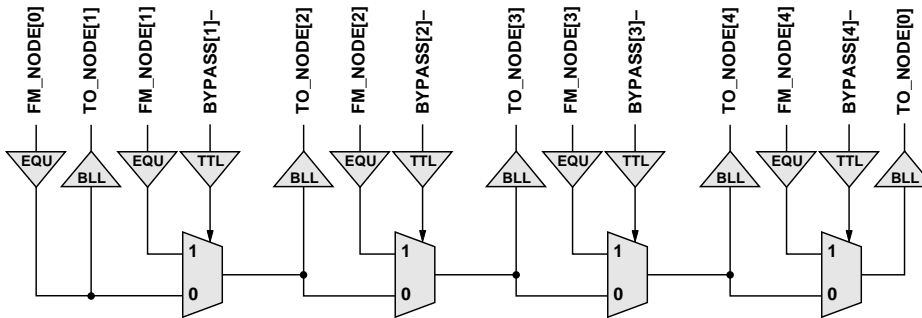 FM_NODE[0]
TO_NODE[1]
FM_NODE[1]
BYPASS[1]–
TO_NODE[2]
FM_NODE[2]
BYPASS[2]–
TO_NODE[3]
FM_NODE[3]
BYPASS[3]–
TO_NODE[4]
FM_NODE[4]
BYPASS[4]–
TO_NODE[0]
EQU
BLL
EQU
TTL
BLL
EQU
TTL
BLL
EQU
TTL
BLL
EQU
TTL
BLL
1
0
1
0
1
0
1
0